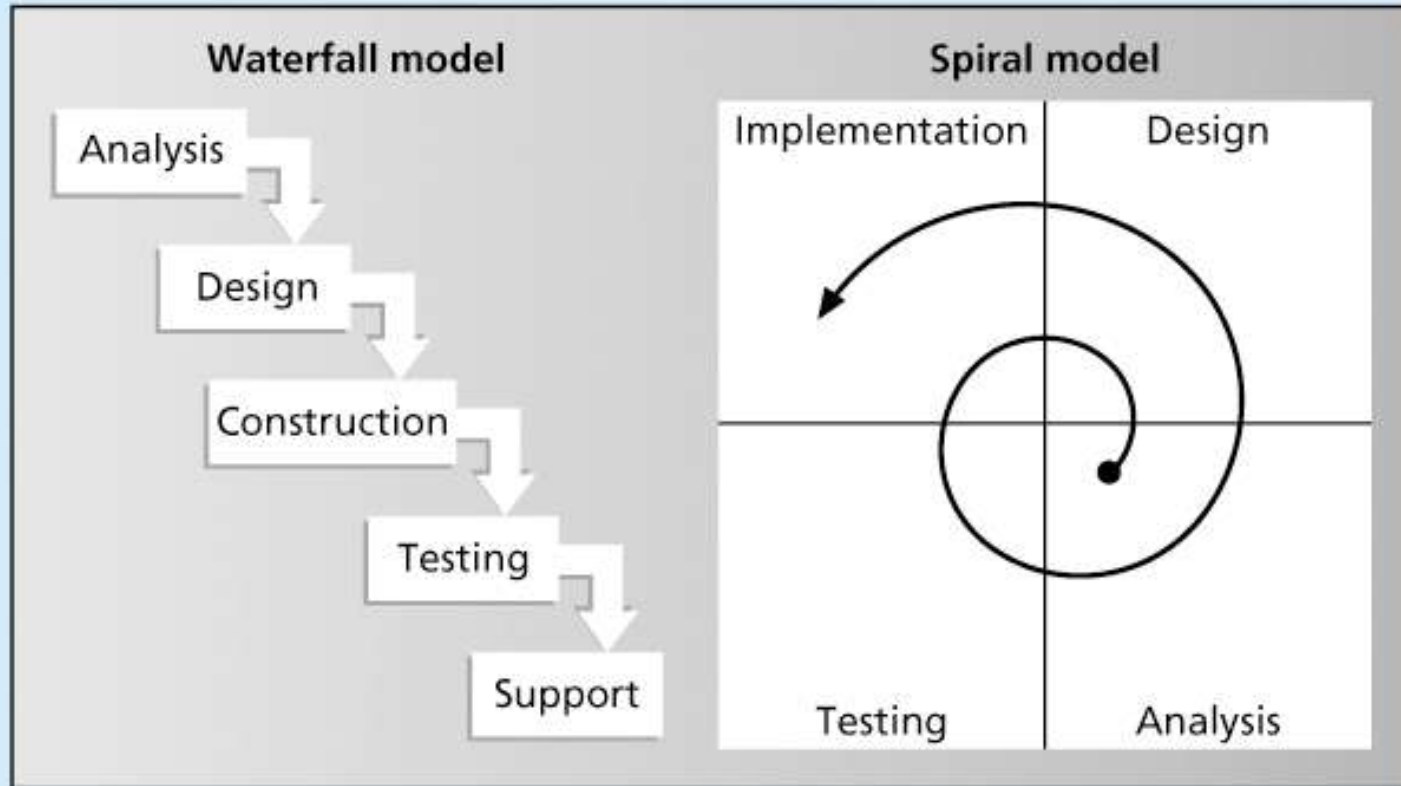 Waterfall model
Analysis
Design
Construction
Testing
Support
Spiral model
Implementation
Design
Testing
Analysis